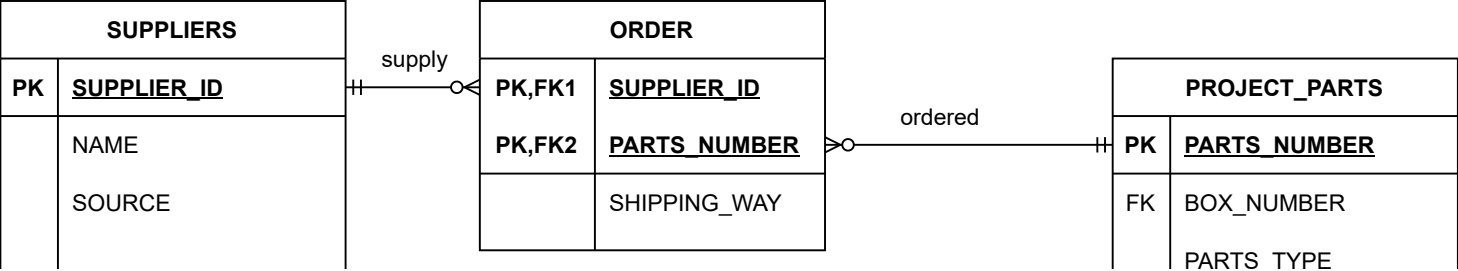 SUPPLIERS
PK SUPPLIER_ID
NAME
SOURCE
supply
ORDER
PK,FK1 SUPPLIER_ID
PK,FK2 PARTS_NUMBER
SHIPPING_WAY
ordered
PROJECT_PARTS
PK PARTS_NUMBER
FK BOX_NUMBER
PARTS_TYPE